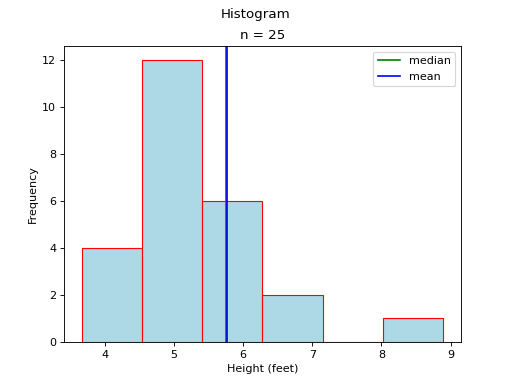 Histogram
n = 25
median
mean
12
10
8
6
4
2
0
Frequency
4 5 6 7 8 9
Height (feet)